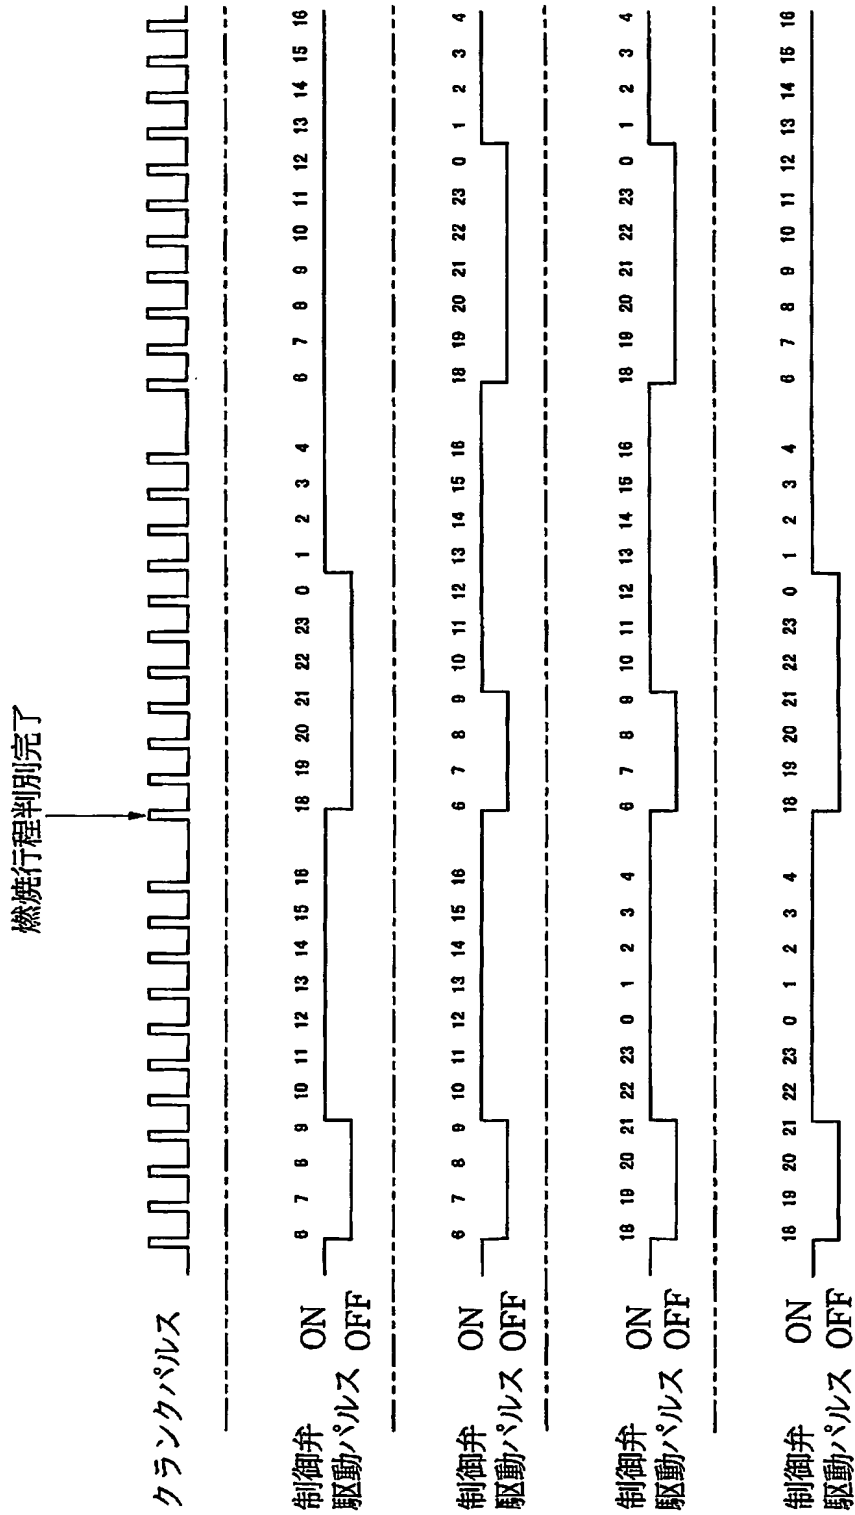 燃焼行程判別完了
クランクパルス
6 7 8 9 10 11 12 13 14 15 16 18 19 20 21 22 23 0 1 2 3 4 6 7 8 9 10 11 12 13 14 15 16
制御弁 ON
駆動パルス OFF
6 7 8 9 10 11 12 13 14 15 16 6 7 8 9 10 11 12 13 14 15 16 18 19 20 21 22 23 0 1 2 3 4
制御弁 ON
駆動パルス OFF
18 19 20 21 22 23 0 1 2 3 4 6 7 8 9 10 11 12 13 14 15 16 18 19 20 21 22 23 0 1 2 3 4
制御弁 ON
駆動パルス OFF
18 19 20 21 22 23 0 1 2 3 4 18 19 20 21 22 23 0 1 2 3 4 6 7 8 9 10 11 12 13 14 15 16
制御弁 ON
駆動パルス OFF